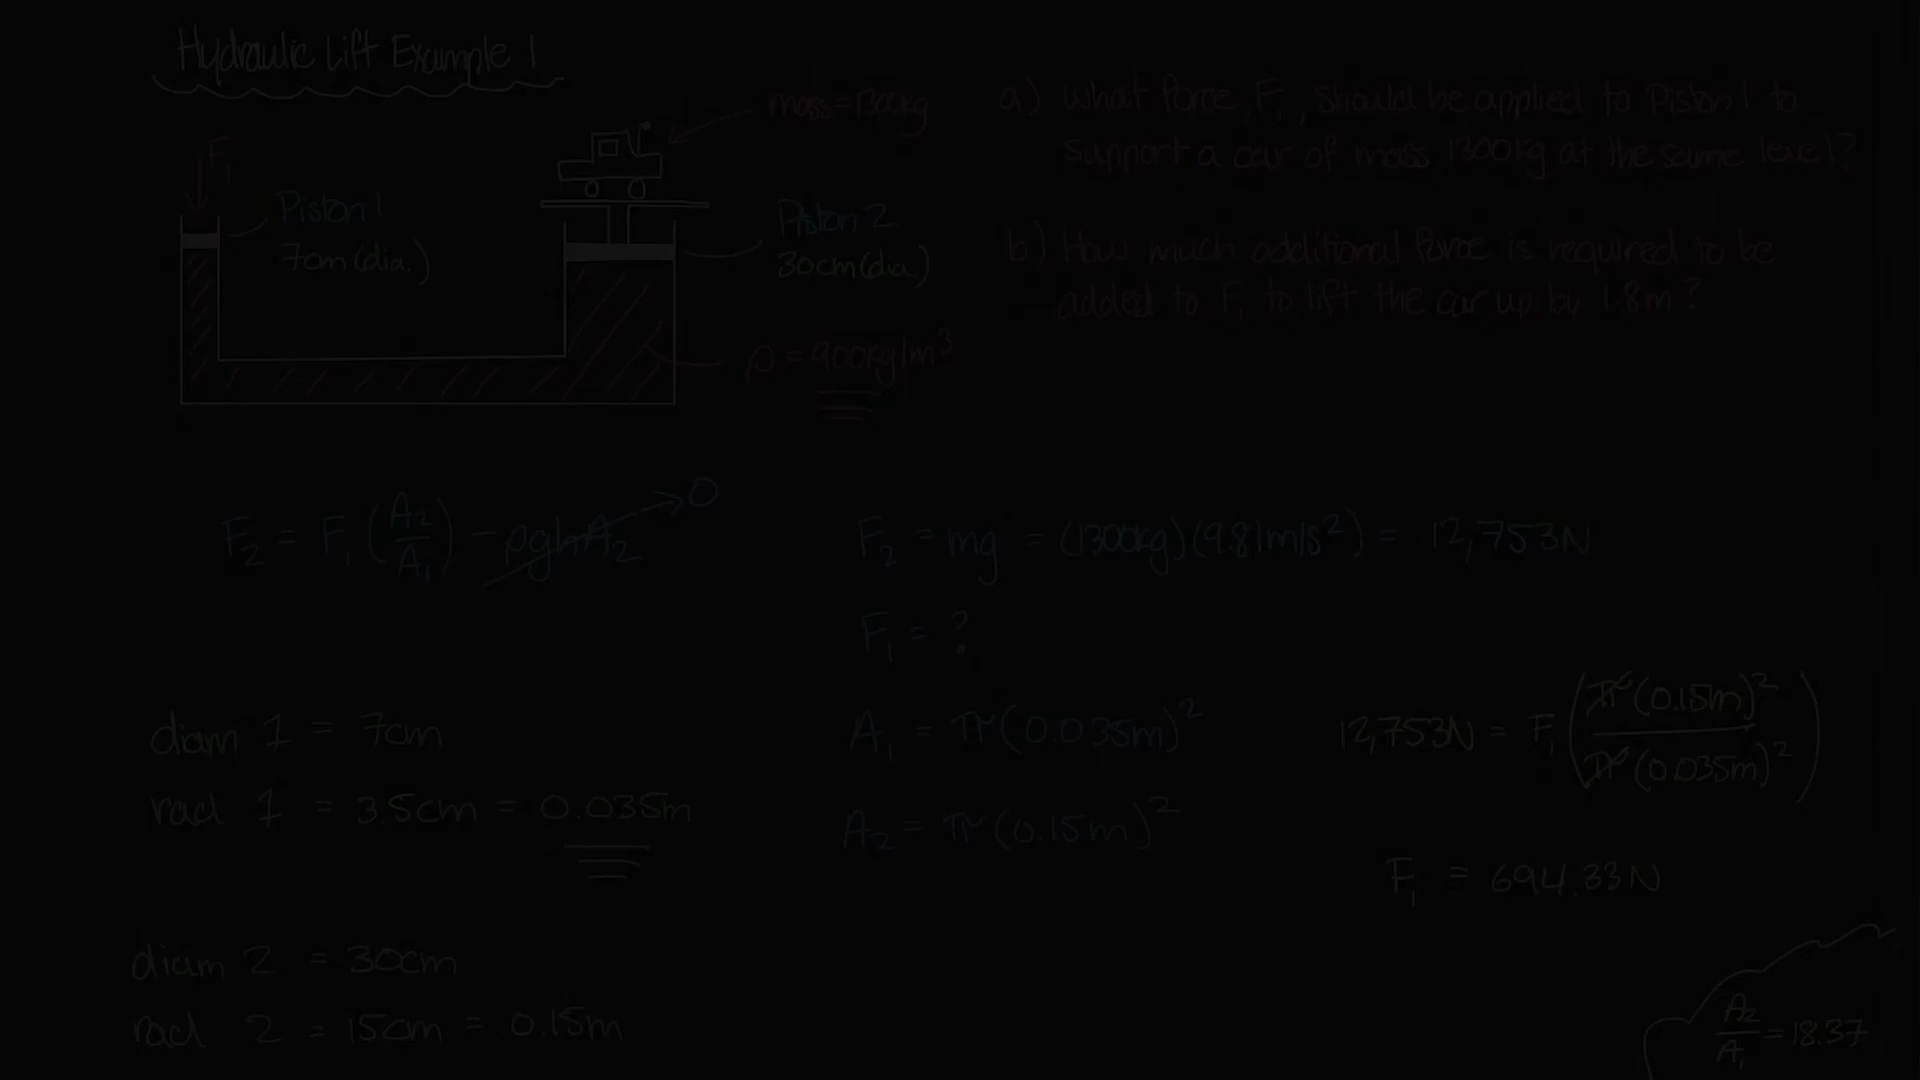 Hydraulic Lift Example 1
mass = 1300kg
F₁
Piston 1
7cm (dia.)
Piston 2
30cm (dia.)
ρ = 900kg/m³
a) What force, F₁, should be applied to Piston 1 to
support a car of mass 1300kg at the same level?
b) How much additional force is required to be
added to F₁ to lift the car up by 1.8m?
F₂ = F₁ (A₂/A₁) - ρghA₂ → 0
F₂ = mg = (1300kg)(9.81m/s²) = 12,753N
F₁ = ?
diam 1 = 7cm
rad 1 = 3.5cm = 0.035m
diam 2 = 30cm
rad 2 = 15cm = 0.15m
A₁ = π(0.035m)²
A₂ = π(0.15m)²
12,753N = F₁ (π(0.15m)²/π(0.035m)²)
F₁ = 694.33N
A₂/A₁ = 18.37